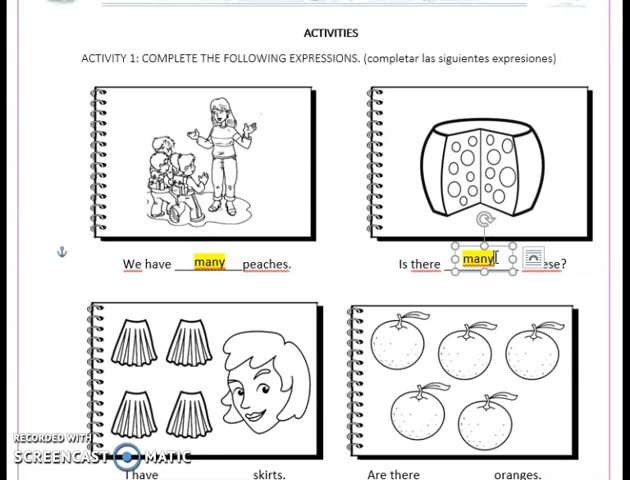 ACTIVITIES
ACTIVITY 1: COMPLETE THE FOLLOWING EXPRESSIONS. (completar las siguientes expresiones)
We have many peaches.
Is there many ese?
I have skirts.
Are there oranges.
RECORDED WITH
SCREENCAST MATIC